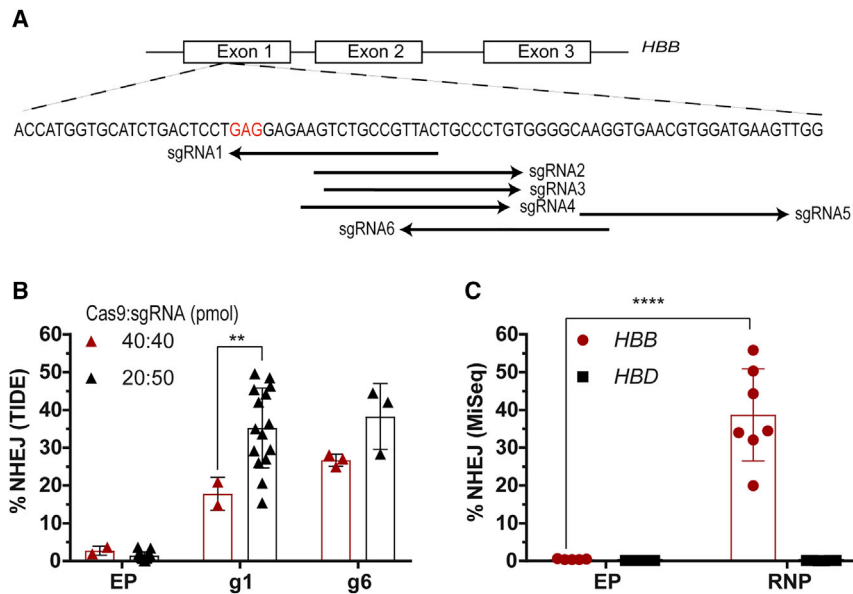 A
Exon 1 Exon 2 Exon 3 HBB
ACCATGGTGCATCTGACTCCTGAGGAGAAGTCTGCCGTTACTGCCCTGTGGGGCAAGGTGAACGTGGATGAAGTTGG
sgRNA1
sgRNA2
sgRNA3
sgRNA4
sgRNA5
sgRNA6
B
Cas9:sgRNA (pmol)
40:40
20:50
**
% NHEJ (TIDE)
60
50
40
30
20
10
0
EP g1 g6
C
****
HBB
HBD
% NHEJ (MiSeq)
60
50
40
30
20
10
0
EP RNP